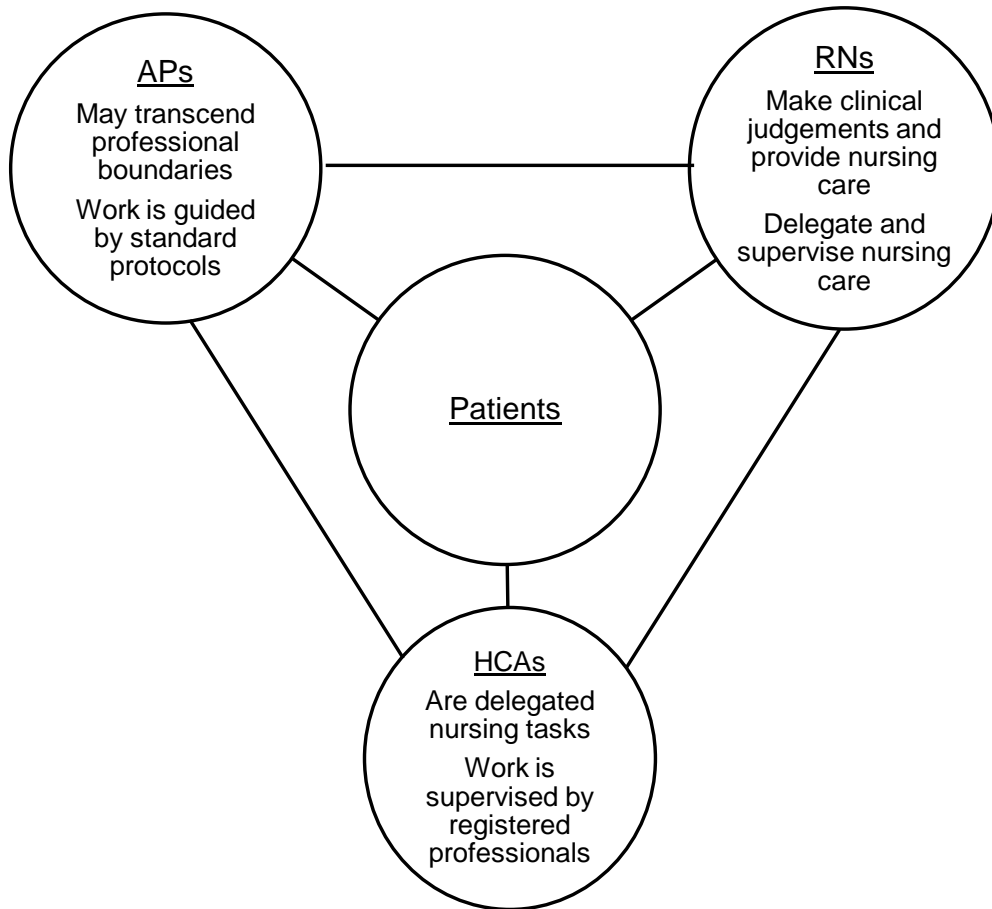 APs
May transcend
professional
boundaries
Work is guided
by standard
protocols
RNs
Make clinical
judgements and
provide nursing
care
Delegate and
supervise nursing
care
Patients
HCAs
Are delegated
nursing tasks
Work is
supervised by
registered
professionals